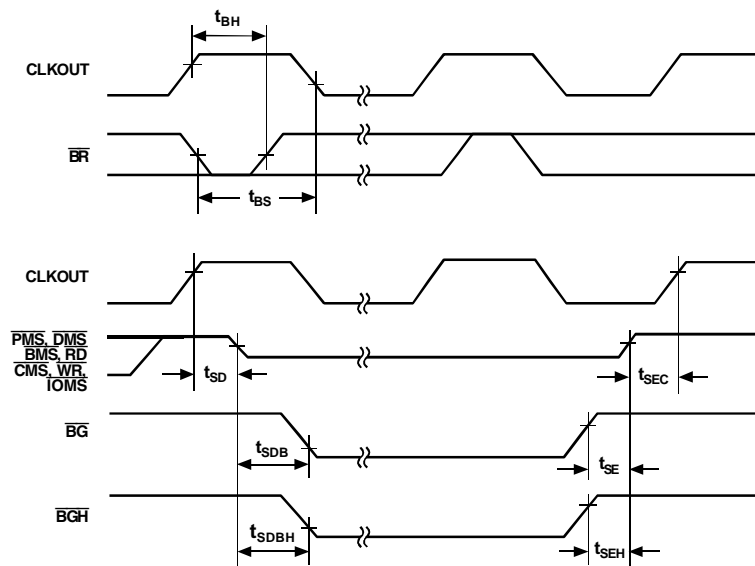 tBH
CLKOUT
BR
tBS
CLKOUT
PMS, DMS
BMS, RD
CMS, WR,
IOMS
tSD
tSEC
BG
tSDB
tSE
BGH
tSDBH
tSEH